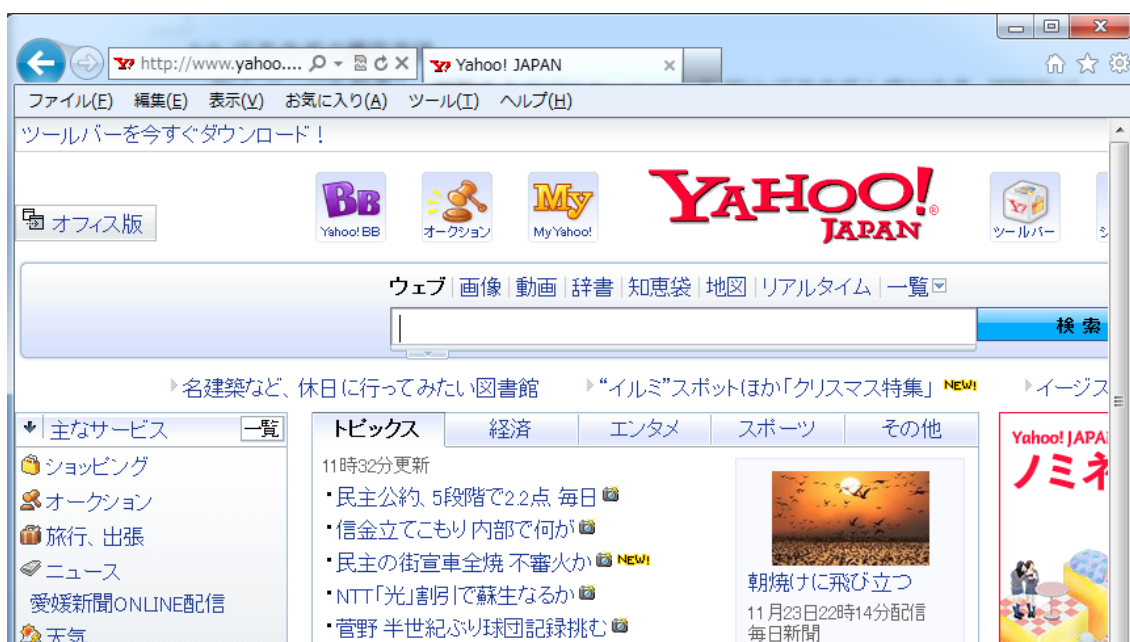 http://www.yahoo....
Yahoo! JAPAN
ファイル(F) 編集(E) 表示(V) お気に入り(A) ツール(T) ヘルプ(H)
ツールバーを今すぐダウンロード!
オフィス版
BB
Yahoo! BB
オークション
My
My Yahoo!
YAHOO! JAPAN
ツールバー
ウェブ 画像 動画 辞書 知恵袋 地図 リアルタイム 一覧
検索
名建築など、休日に行ってみたい図書館 “イルミ”スポットほか「クリスマス特集」 NEW! イージス
主なサービス 一覧
ショッピング
オークション
旅行、出張
ニュース
愛媛新聞ONLINE配信
天気
トピックス 経済 エンタメ スポーツ その他
11時32分更新
・民主公約、5段階で2.2点 毎日
・信金立てこもり 内部で何が
・民主の街宣車全焼 不審火か NEW!
・NTT「光」割引で蘇生なるか
・菅野 半世紀ぶり球団記録挑む
朝焼けに飛び立つ
11月23日22時14分配信
毎日新聞
Yahoo! JAPA
ノミネ